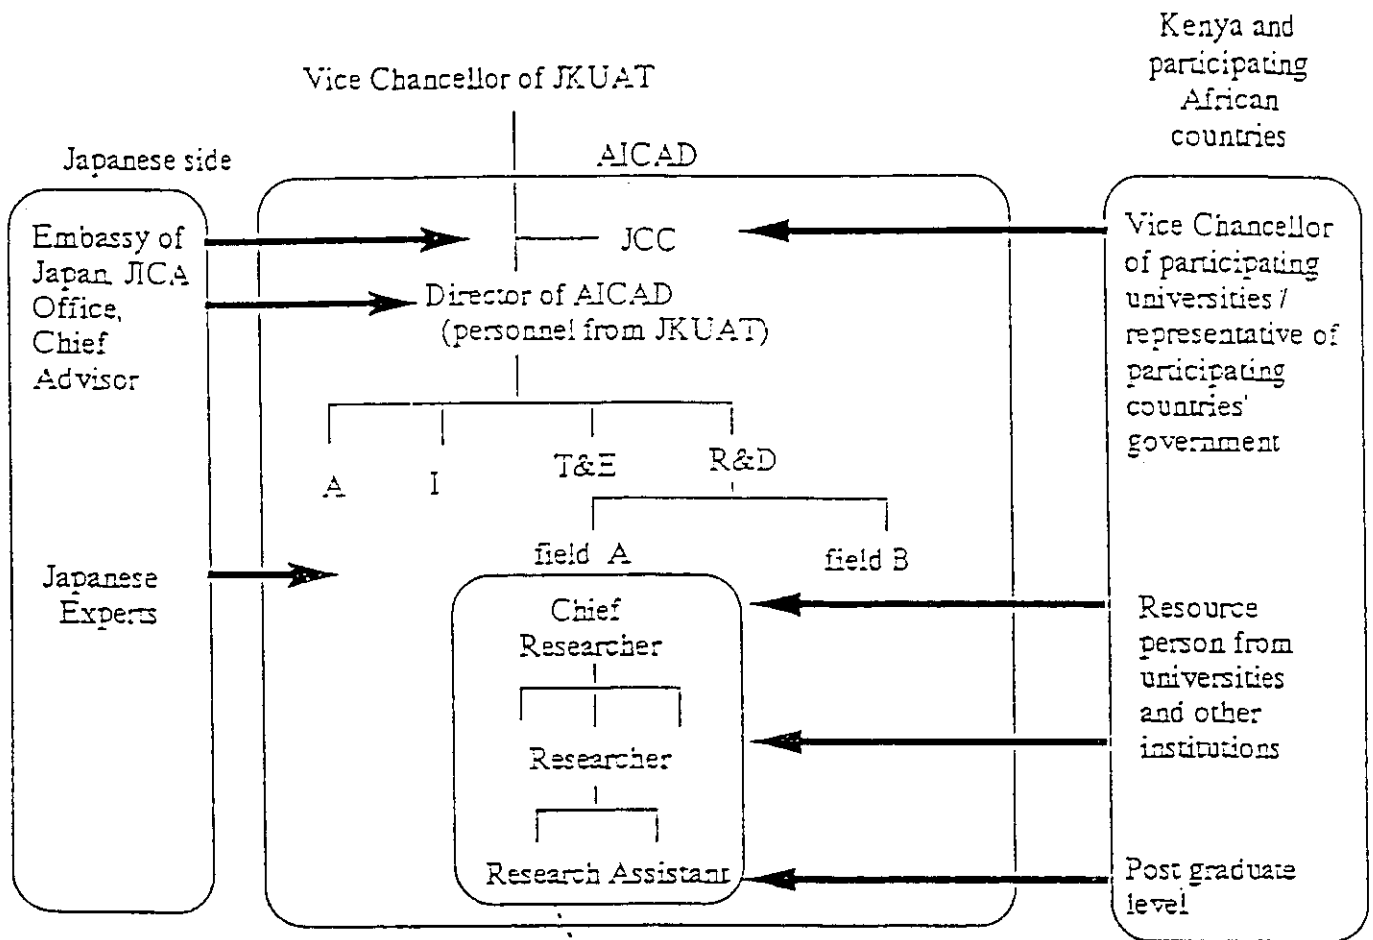 Kenya and
participating
African
countries
Vice Chancellor of JKUAT
Japanese side
AICAD
Embassy of
Japan, JICA
Office,
Chief
Advisor
JCC
Director of AICAD
(personnel from JKUAT)
Vice Chancellor
of participating
universities /
representative of
participating
countries'
government
A
I
T&E
R&D
field A
field B
Japanese
Experts
Chief
Researcher
Researcher
Research Assistant
Resource
person from
universities
and other
institutions
Post graduate
level